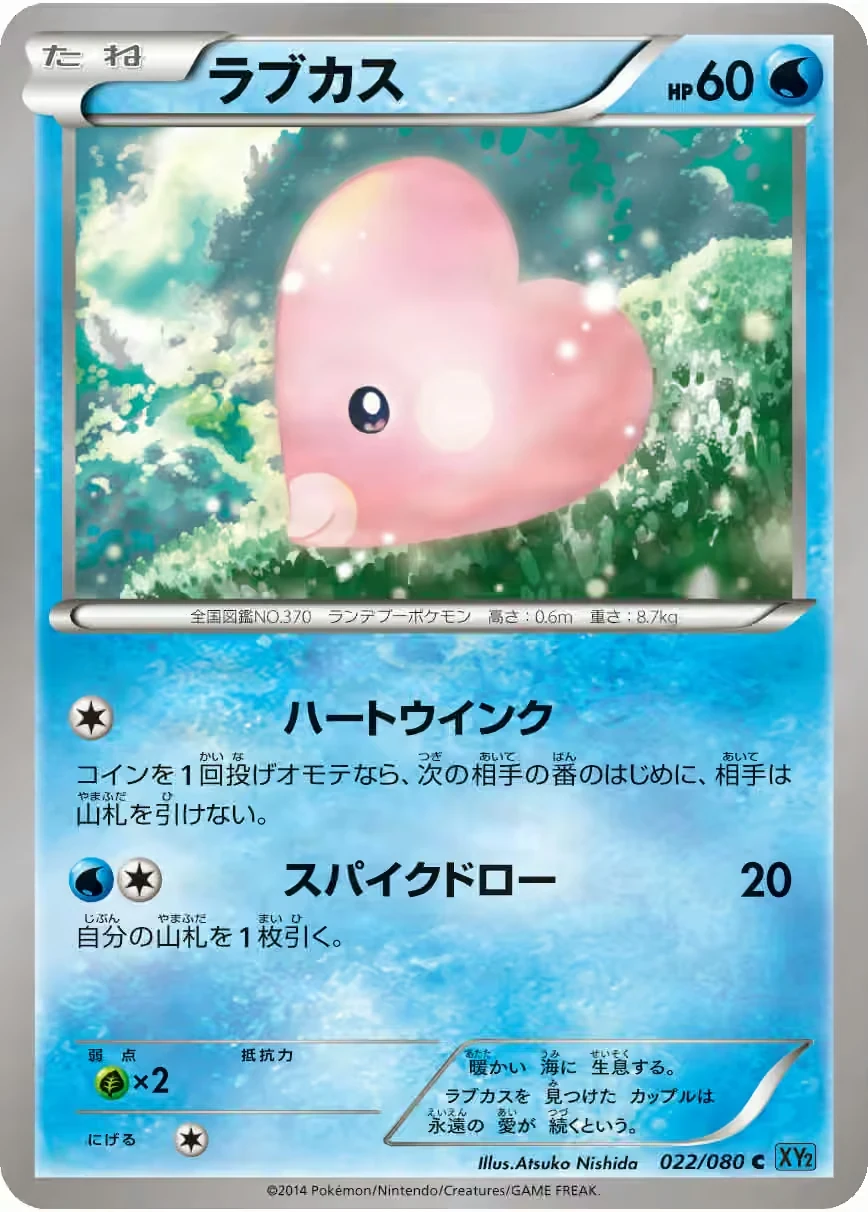 たね ラブカス HP60
全国図鑑NO.370 ランデブーポケモン 高さ：0.6m 重さ：8.7kg
ハートウインク
コインを1回投げオモテなら、次の相手の番のはじめに、相手は
山札を引けない。
スパイクドロー 20
自分の山札を1枚引く。
弱点 抵抗力
×2
にげる
暖かい 海に 生息する。
ラブカスを 見つけた カップルは
永遠の 愛が 続くという。
Illus.Atsuko Nishida 022/080 C XY2
©2014 Pokémon/Nintendo/Creatures/GAME FREAK.